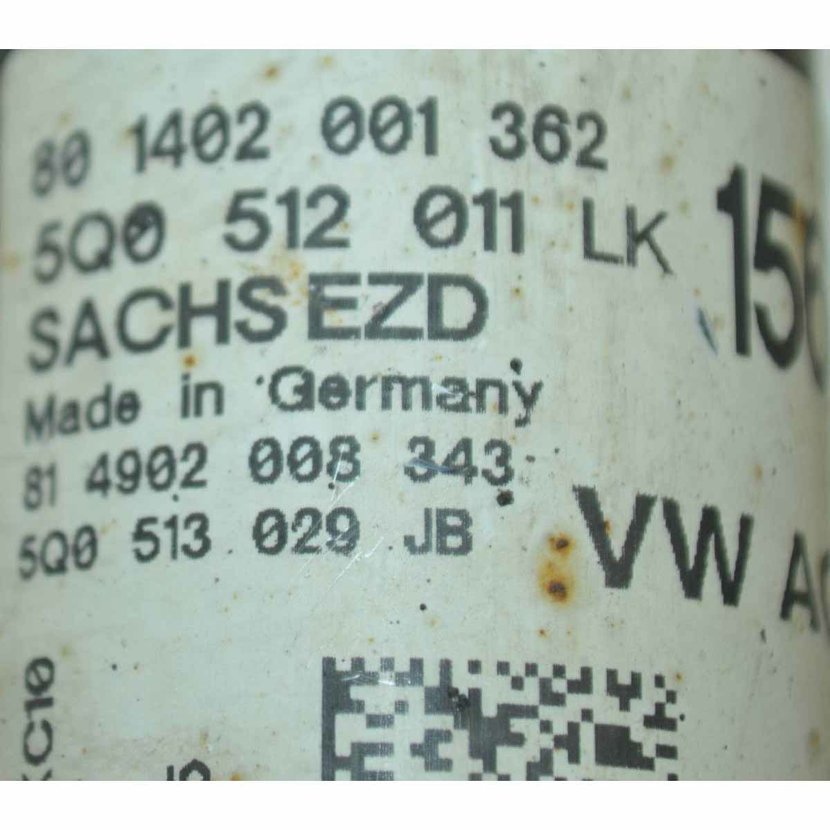 80 1402 001 362
5Q0 512 011 LK
SACHS EZD
Made in Germany
81 4902 008 343
5Q0 513 029 JB
VW